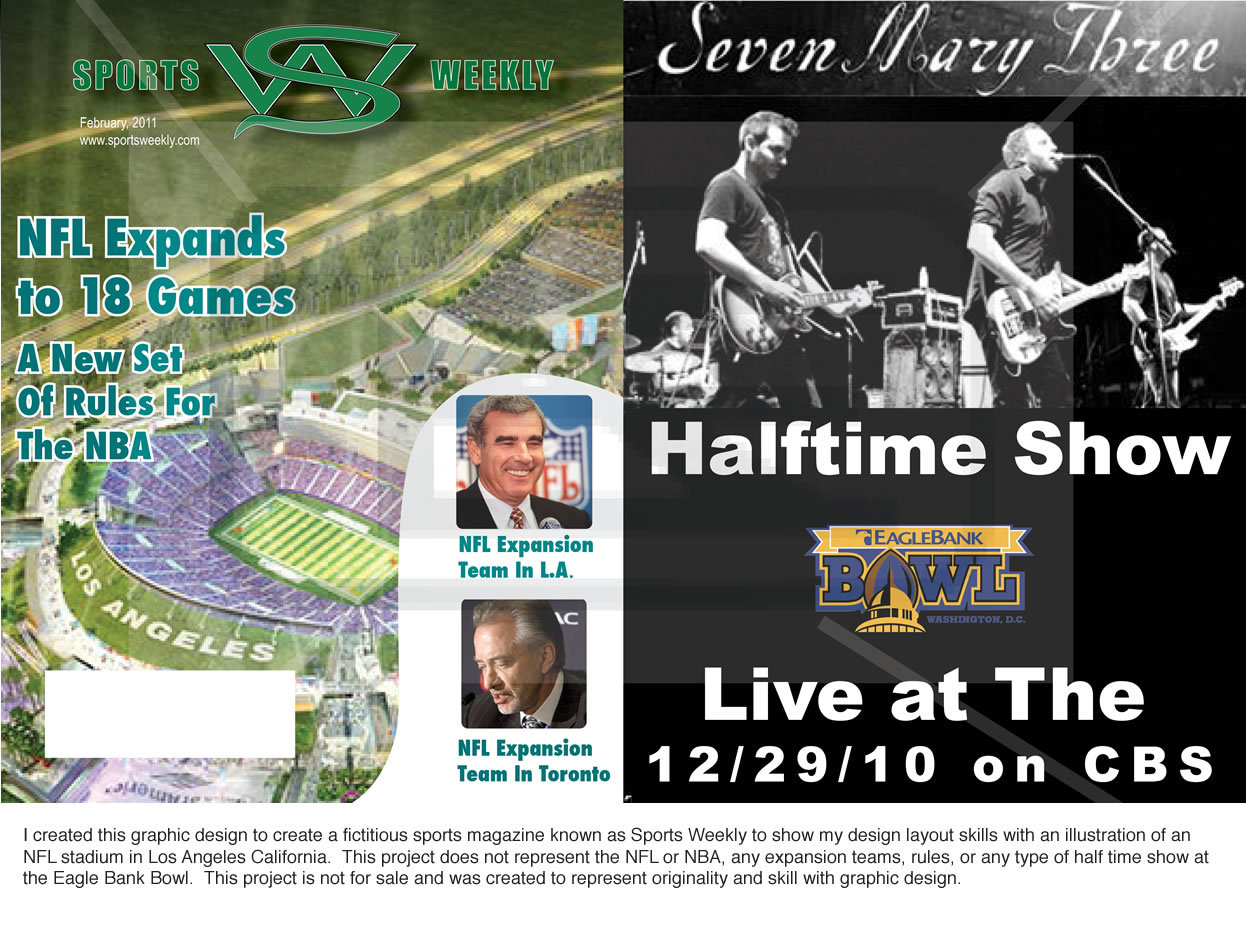 SPORTS SW WEEKLY
February, 2011
www.sportsweekly.com
NFL Expands
to 18 Games
A New Set
Of Rules For
The NBA
LOS ANGELES
NFL Expansion
Team In L.A.
AC
NFL Expansion
Team In Toronto
Seven Mary Three
Halftime Show
EAGLEBANK
BOWL
WASHINGTON, D.C.
Live at The
12/29/10 on CBS
I created this graphic design to create a fictitious sports magazine known as Sports Weekly to show my design layout skills with an illustration of an
NFL stadium in Los Angeles California.  This project does not represent the NFL or NBA, any expansion teams, rules, or any type of half time show at
the Eagle Bank Bowl.  This project is not for sale and was created to represent originality and skill with graphic design.